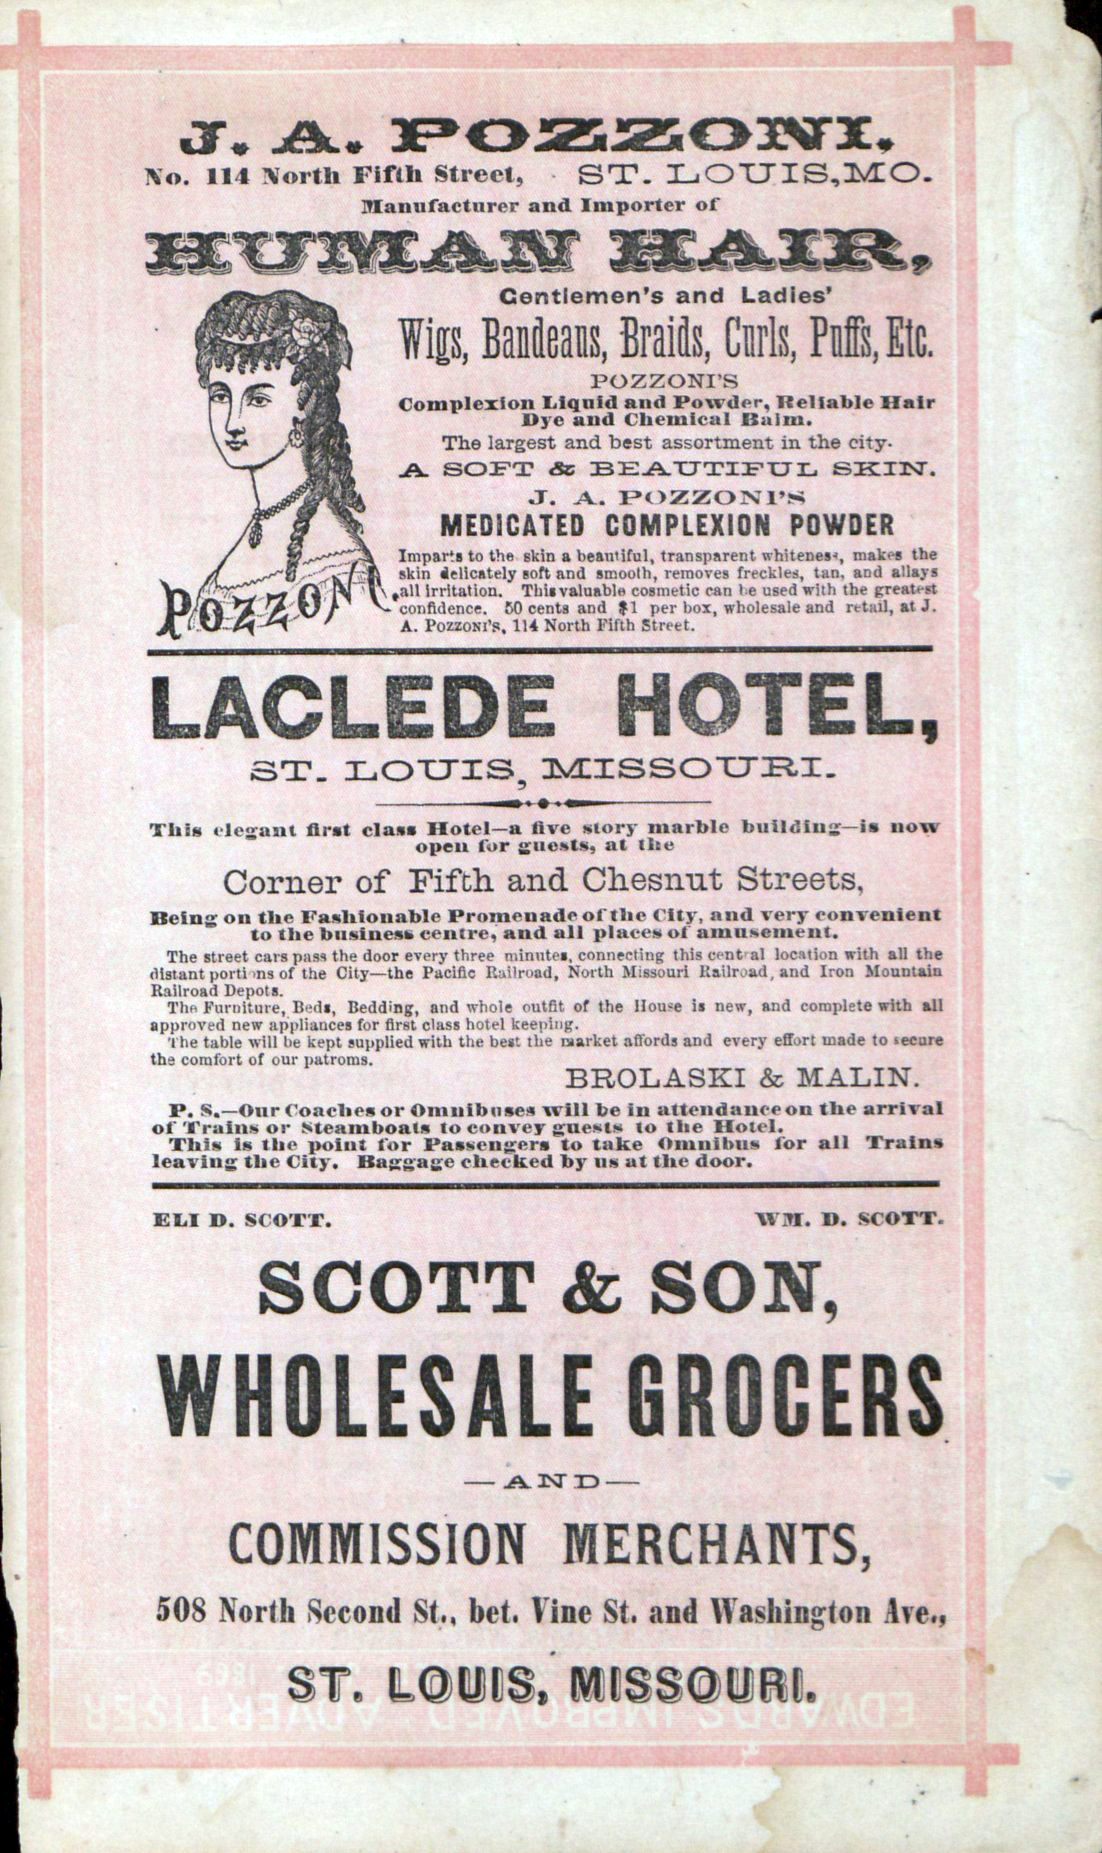 J. A. POZZONI.
No. 114 North Fifth Street, ST. LOUIS, MO.
Manufacturer and Importer of
HUMAN HAIR,
Gentlemen's and Ladies'
Wigs, Bandeaus, Braids, Curls, Puffs, Etc.
POZZONI'S
Complexion Liquid and Powder, Reliable Hair
Dye and Chemical Balm.
The largest and best assortment in the city.
A SOFT & BEAUTIFUL SKIN.
J. A. POZZONI'S
MEDICATED COMPLEXION POWDER
Imparts to the skin a beautiful, transparent whiteness, makes the
skin delicately soft and smooth, removes freckles, tan, and allays
all irritation. This valuable cosmetic can be used with the greatest
confidence. 50 cents and $1 per box, wholesale and retail, at J.
A. POZZONI'S, 114 North Fifth Street.
POZZONI.
LACLEDE HOTEL,
ST. LOUIS, MISSOURI.
This elegant first class Hotel—a five story marble building—is now
open for guests, at the
Corner of Fifth and Chesnut Streets,
Being on the Fashionable Promenade of the City, and very convenient
to the business centre, and all places of amusement.
The street cars pass the door every three minutes, connecting this central location with all the
distant portions of the City—the Pacific Railroad, North Missouri Railroad, and Iron Mountain
Railroad Depots.
The Furniture, Beds, Bedding, and whole outfit of the House is new, and complete with all
approved new appliances for first class hotel keeping.
The table will be kept supplied with the best the market affords and every effort made to secure
the comfort of our patroms.
BROLASKI & MALIN.
P. S.—Our Coaches or Omnibuses will be in attendance on the arrival
of Trains or Steamboats to convey guests to the Hotel.
This is the point for Passengers to take Omnibus for all Trains
leaving the City. Baggage checked by us at the door.
ELI D. SCOTT. WM. D. SCOTT.
SCOTT & SON,
WHOLESALE GROCERS
—AND—
COMMISSION MERCHANTS,
508 North Second St., bet. Vine St. and Washington Ave.,
ST. LOUIS, MISSOURI.
1869
EDWARDS IMPROVED ADVERTISER